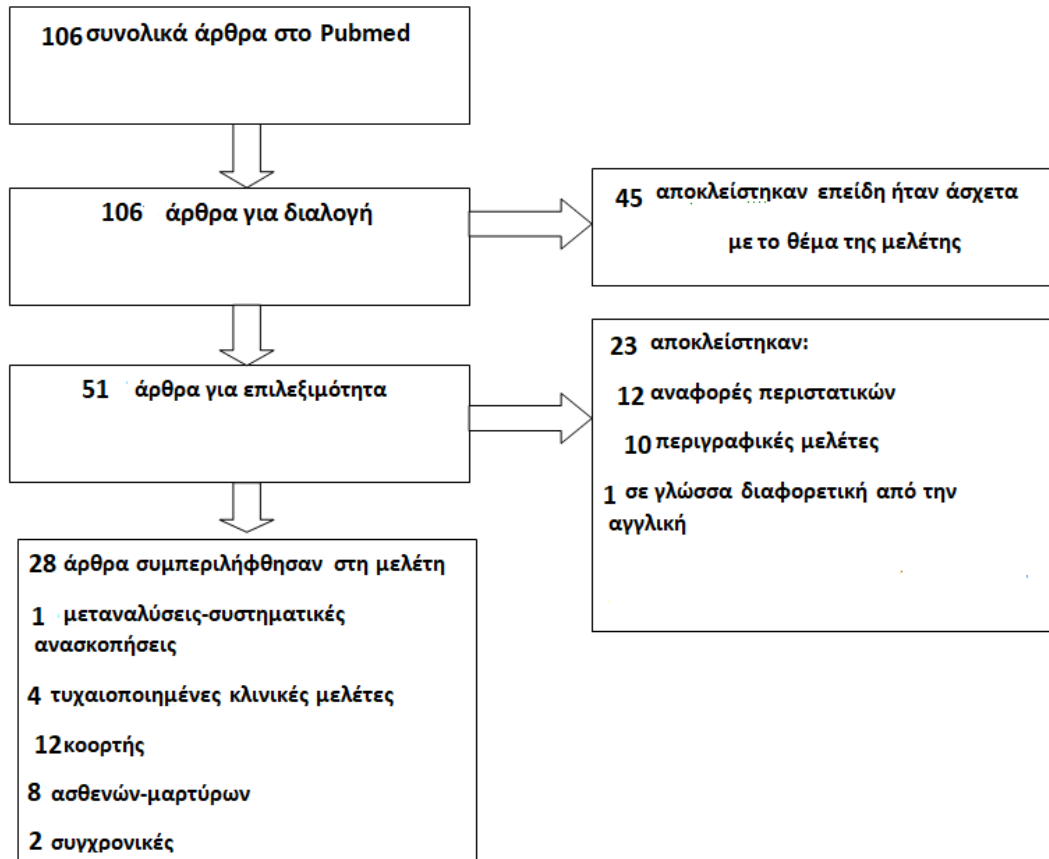 106 συνολικά άρθρα στο Pubmed
106 άρθρα για διαλογή
45 αποκλείστηκαν επείδη ήταν άσχετα
με το θέμα της μελέτης
51 άρθρα για επιλεξιμότητα
23 αποκλείστηκαν:
12 αναφορές περιστατικών
10 περιγραφικές μελέτες
1 σε γλώσσα διαφορετική από την
αγγλική
28 άρθρα συμπεριλήφθησαν στη μελέτη
1 μεταναλύσεις-συστηματικές
ανασκοπήσεις
4 τυχαιοποιημένες κλινικές μελέτες
12 κοορτής
8 ασθενών-μαρτύρων
2 συγχρονικές